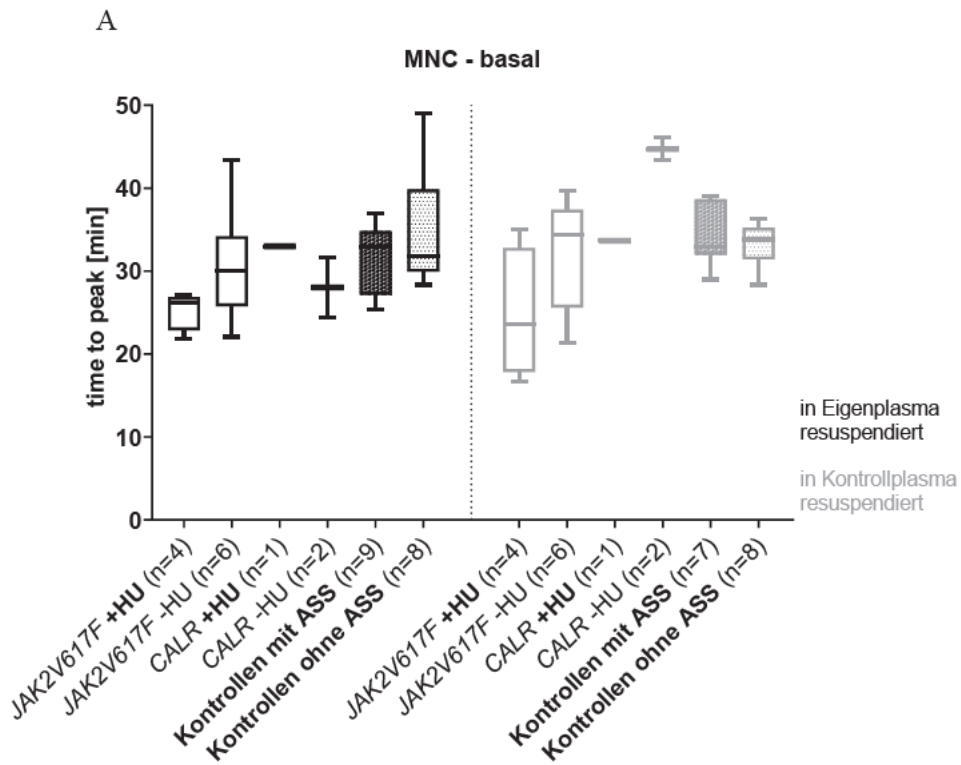 A
MNC - basal
time to peak [min]
50
40
30
20
10
0
JAK2V617F +HU (n=4)
JAK2V617F -HU (n=6)
CALR +HU (n=1)
CALR -HU (n=2)
Kontrollen mit ASS (n=9)
Kontrollen ohne ASS (n=8)
JAK2V617F +HU (n=4)
JAK2V617F -HU (n=6)
CALR +HU (n=1)
CALR -HU (n=2)
Kontrollen mit ASS (n=7)
Kontrollen ohne ASS (n=8)
in Eigenplasma
resuspendiert
in Kontrollplasma
resuspendiert